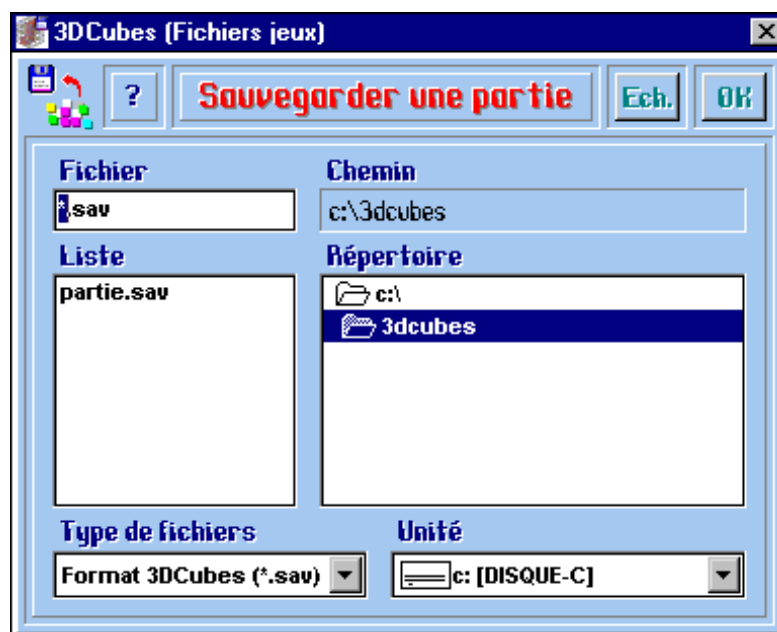 3DCubes (Fichiers jeux)
? Sauvegarder une partie Ech. OK
Fichier Chemin
*.sav c:\3dcubes
Liste Répertoire
partie.sav c:\
3dcubes
Type de fichiers Unité
Format 3DCubes (*.sav) c: [DISQUE-C]